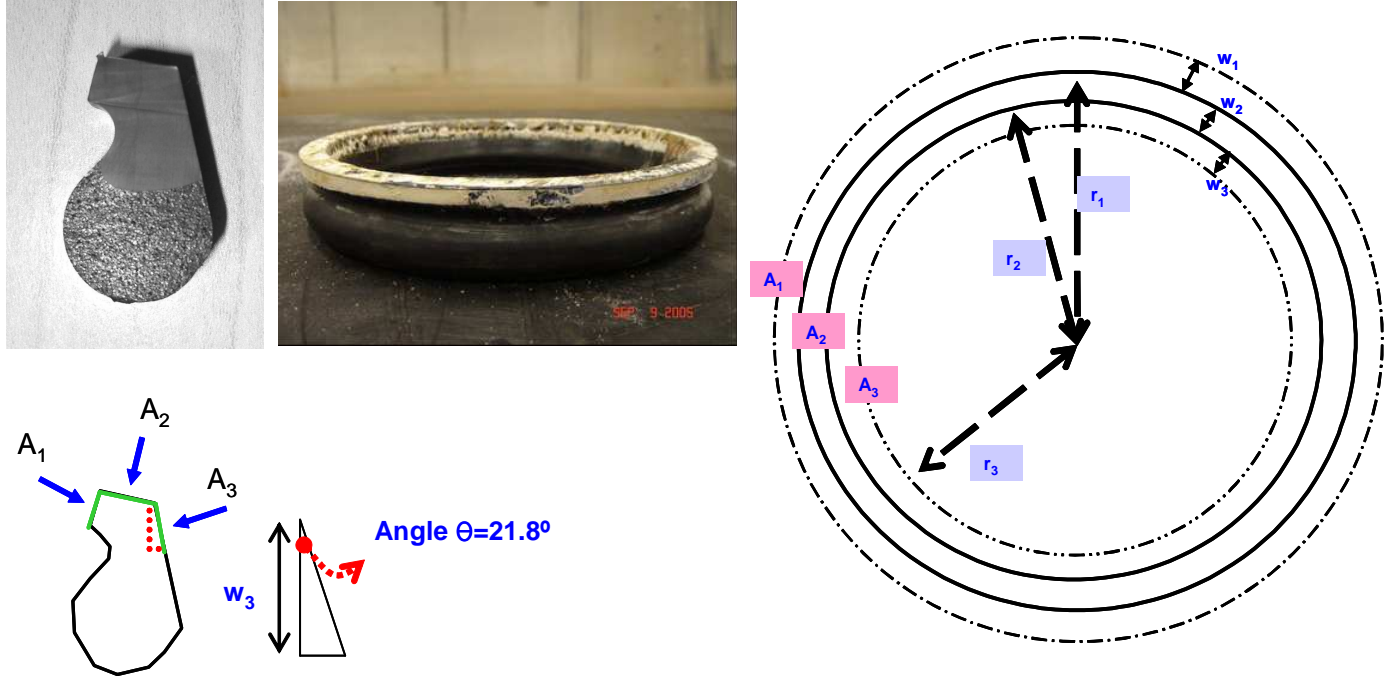 SEP 9 2005
w₁
w₂
w₃
r₁
r₂
r₃
A₁
A₂
A₃
A₁
A₂
A₃
w₃
Angle Θ=21.8º